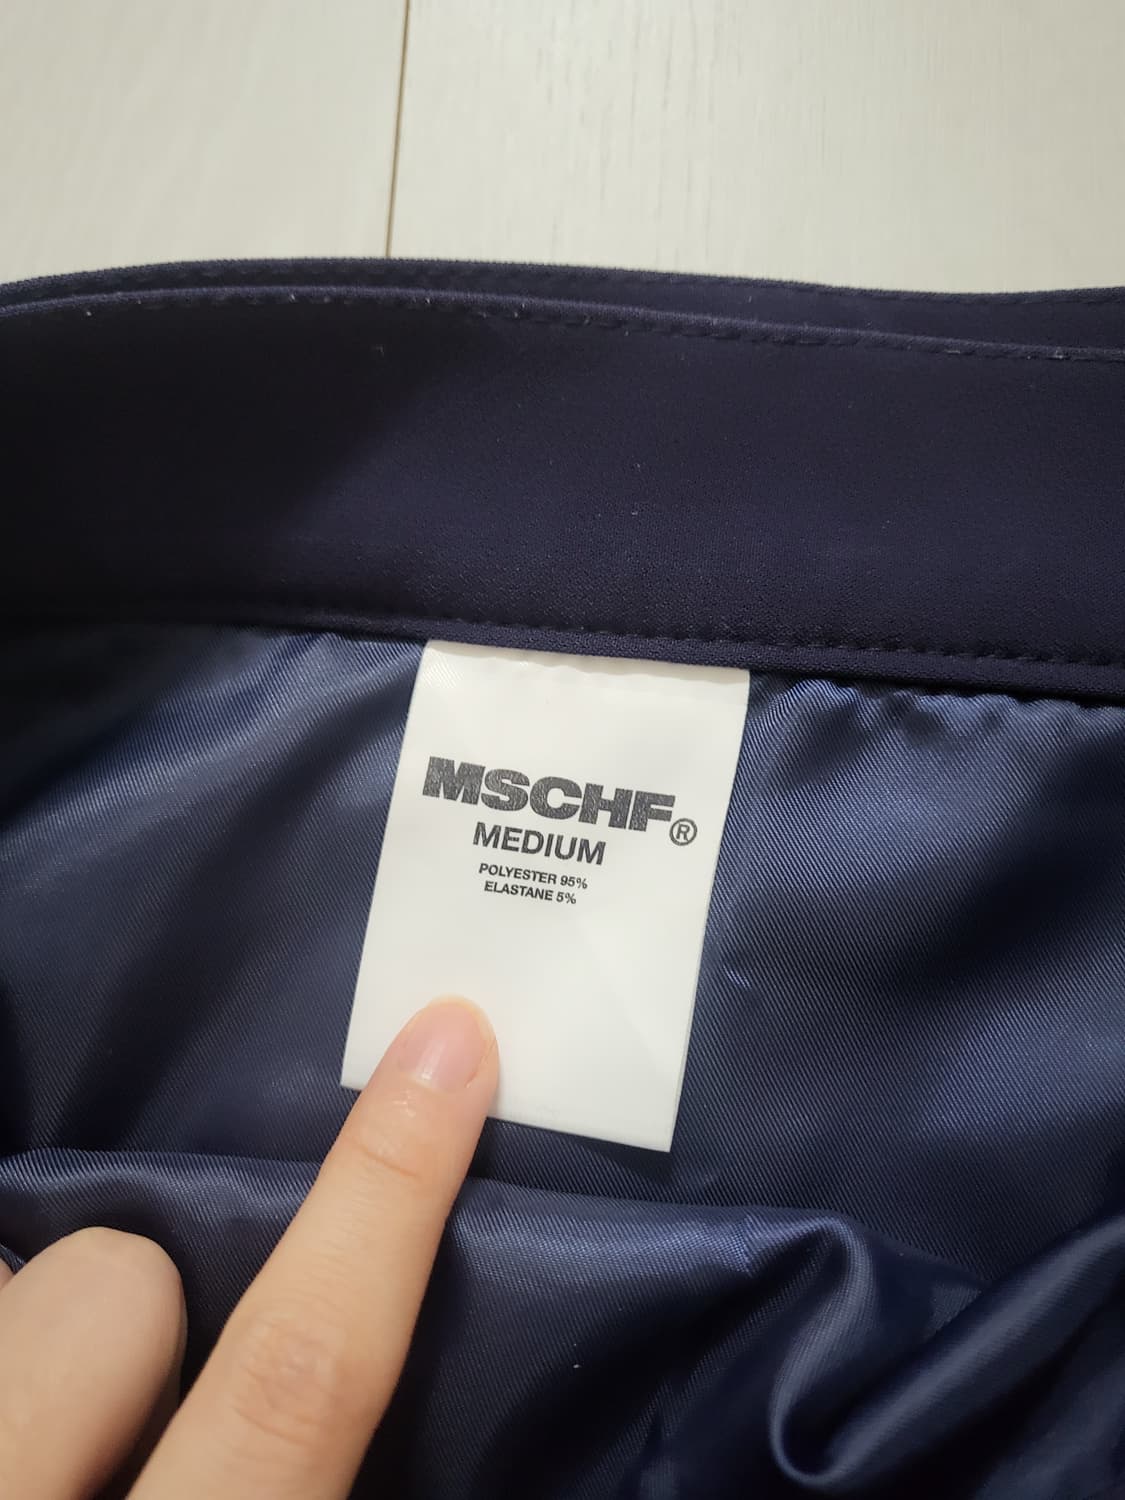 MSCHF®
MEDIUM
POLYESTER 95%
ELASTANE 5%